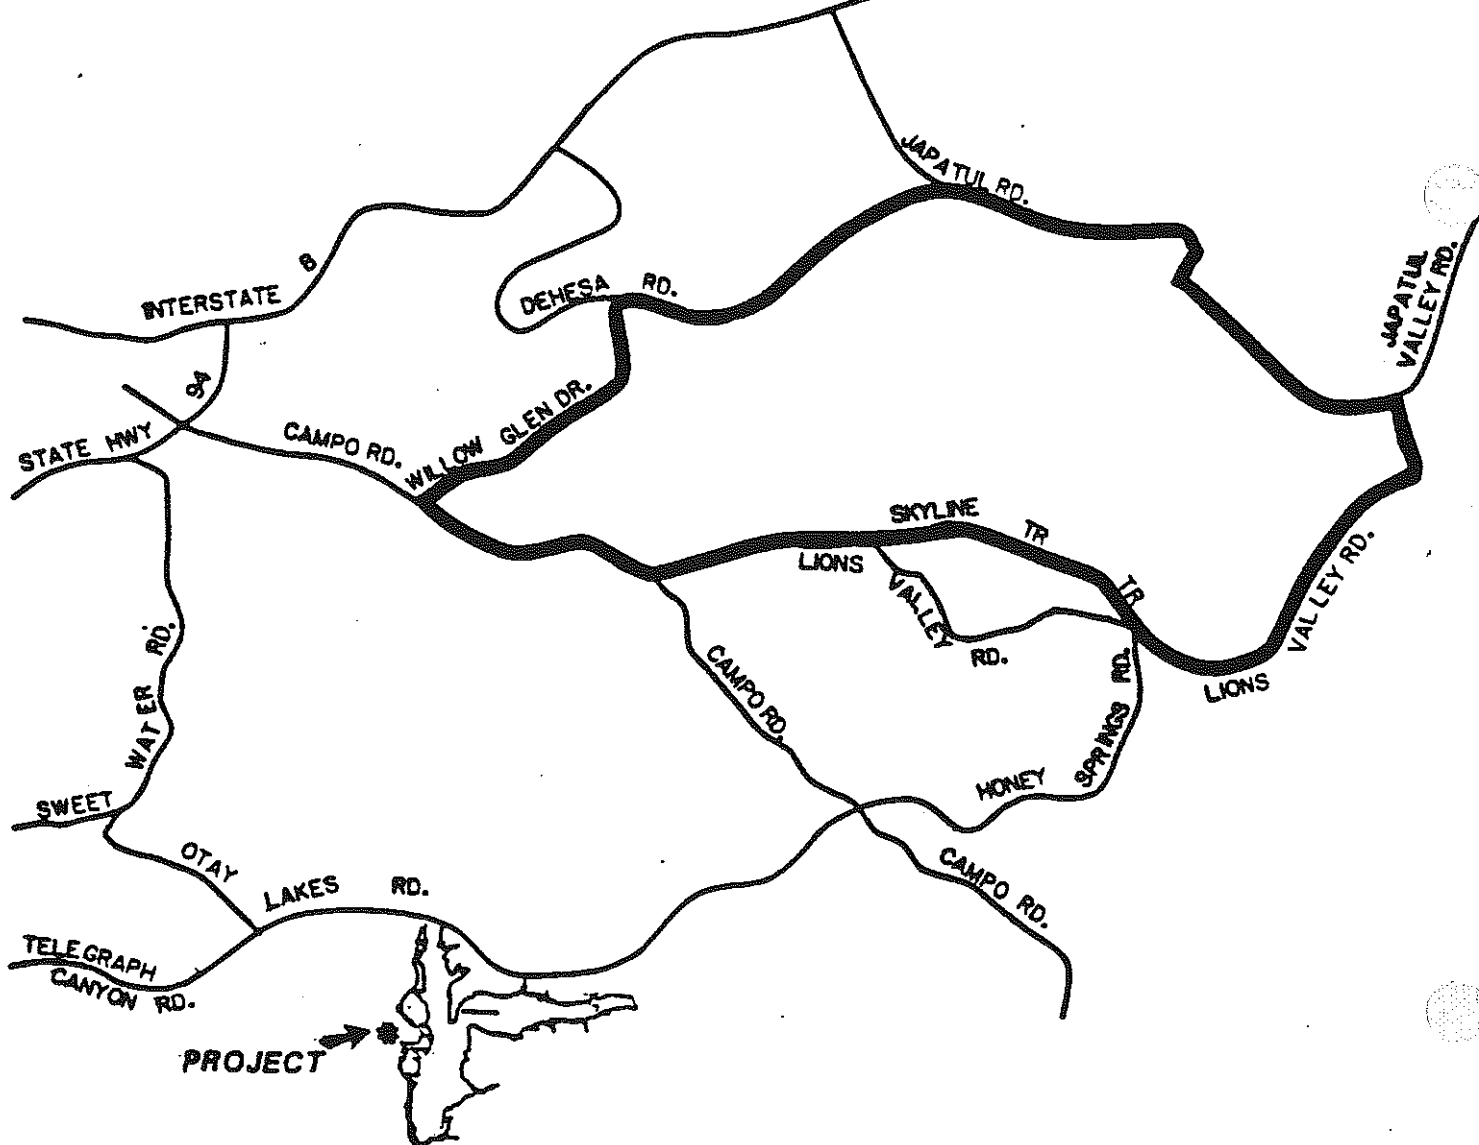 JAPATUL RD.
JAPATUL
VALLEY RD.
INTERSTATE 8
DEHESA RD.
94
STATE HWY
CAMPO RD.
WILLOW GLEN DR.
SKYLINE TR TR
LIONS
VALLEY
RD.
VALLEY RD.
LIONS
CAMPO RD.
SPRINGS RD.
HONEY
WATER RD.
SWEET
OTAY
LAKES RD.
CAMPO RD.
TELEGRAPH
CANYON RD.
PROJECT